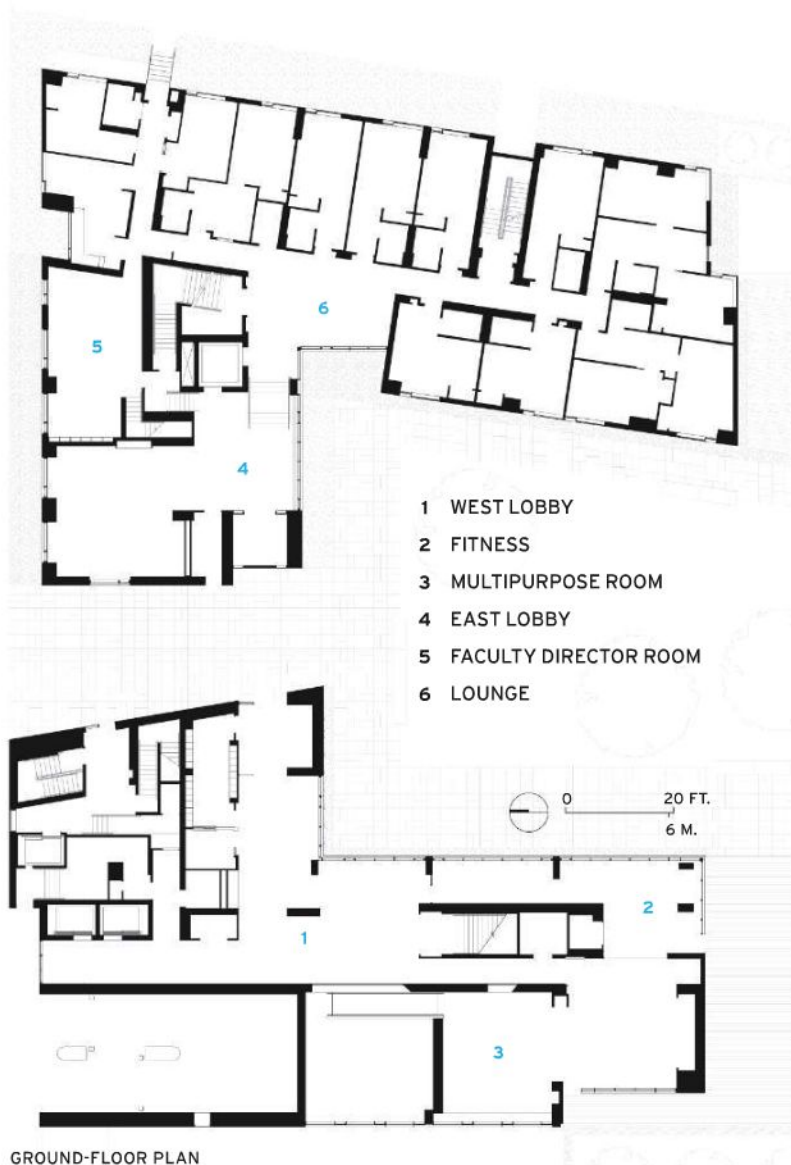 6
5
4
1 WEST LOBBY
2 FITNESS
3 MULTIPURPOSE ROOM
4 EAST LOBBY
5 FACULTY DIRECTOR ROOM
6 LOUNGE
0 20 FT.
6 M.
2
1
3
GROUND-FLOOR PLAN